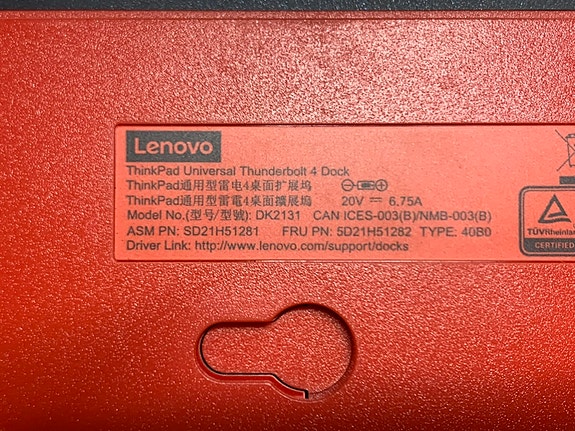 Lenovo
ThinkPad Universal Thunderbolt 4 Dock
ThinkPad通用型雷电4桌面扩展坞
ThinkPad通用型雷電4桌面擴展塢 20V ⎓ 6.75A
Model No.(型号/型號): DK2131 CAN ICES-003(B)/NMB-003(B)
ASM PN: SD21H51281 FRU PN: 5D21H51282 TYPE: 40B0
Driver Link: http://www.lenovo.com/support/docks
TÜVRheinland
CERTIFIED